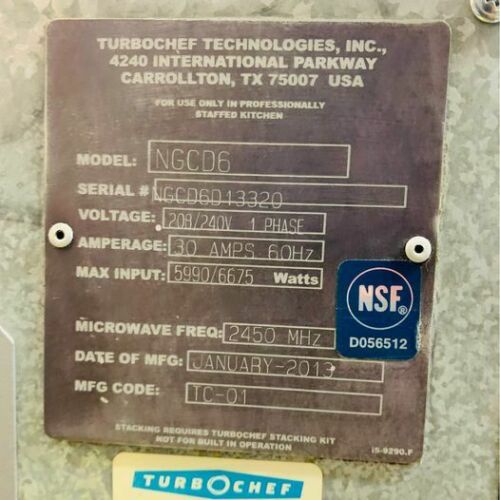 TURBOCHEF TECHNOLOGIES, INC.,
4240 INTERNATIONAL PARKWAY
CARROLLTON, TX 75007 USA
FOR USE ONLY IN PROFESSIONALLY
STAFFED KITCHEN
MODEL: NGCD6
SERIAL # NGCD6D13320
VOLTAGE: 208/240V 1 PHASE
AMPERAGE: 30 AMPS 60Hz
MAX INPUT: 5990/6675 Watts
NSF®
D056512
MICROWAVE FREQ: 2450 MHz
DATE OF MFG: JANUARY-2013
MFG CODE: TC-01
STACKING REQUIRES TURBOCHEF STACKING KIT
NOT FOR BUILT IN OPERATION
i5-9290.F
TURBOCHEF